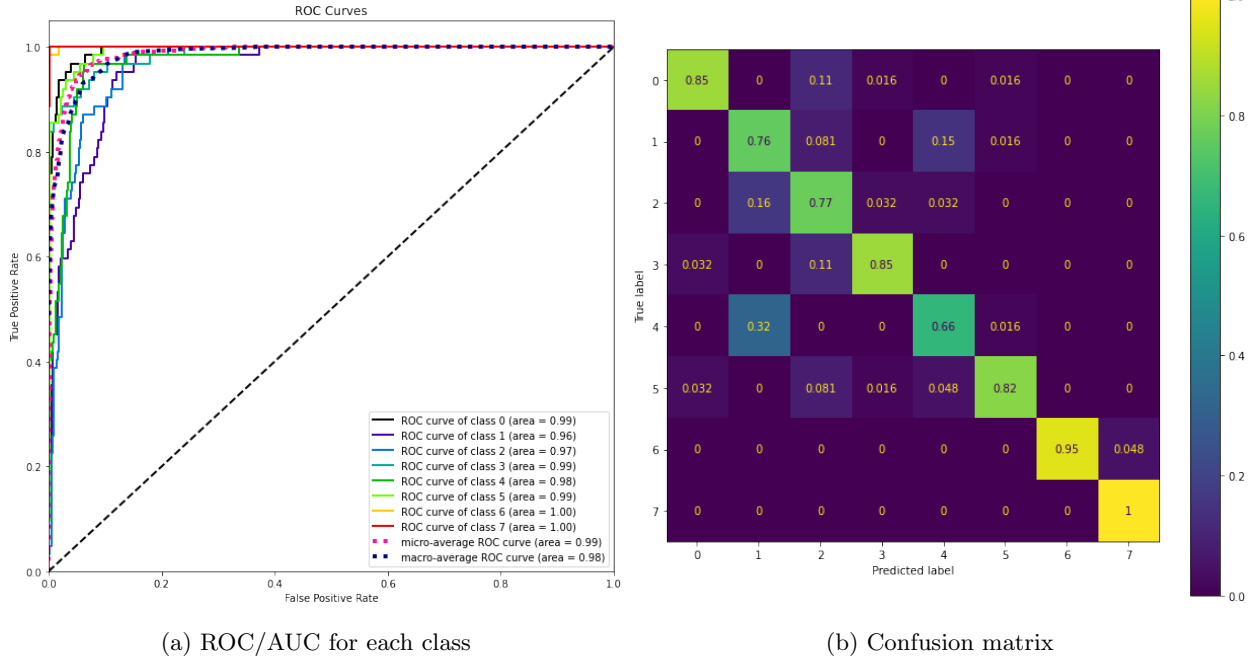 ROC Curves
True Positive Rate
1.0
0.8
0.6
0.4
0.2
0.0
0.0
0.2
0.4
0.6
0.8
1.0
False Positive Rate
ROC curve of class 0 (area = 0.99)
ROC curve of class 1 (area = 0.96)
ROC curve of class 2 (area = 0.97)
ROC curve of class 3 (area = 0.99)
ROC curve of class 4 (area = 0.98)
ROC curve of class 5 (area = 0.99)
ROC curve of class 6 (area = 1.00)
ROC curve of class 7 (area = 1.00)
micro-average ROC curve (area = 0.99)
macro-average ROC curve (area = 0.98)
(a) ROC/AUC for each class
True label
0 0.85 0 0.11 0.016 0 0.016 0 0
1 0 0.76 0.081 0 0.15 0.016 0 0
2 0 0.16 0.77 0.032 0.032 0 0 0
3 0.032 0 0.11 0.85 0 0 0 0
4 0 0.32 0 0 0.66 0.016 0 0
5 0.032 0 0.081 0.016 0.048 0.82 0 0
6 0 0 0 0 0 0 0.95 0.048
7 0 0 0 0 0 0 0 1
0 1 2 3 4 5 6 7
Predicted label
0.8
0.6
0.4
0.2
0.0
(b) Confusion matrix